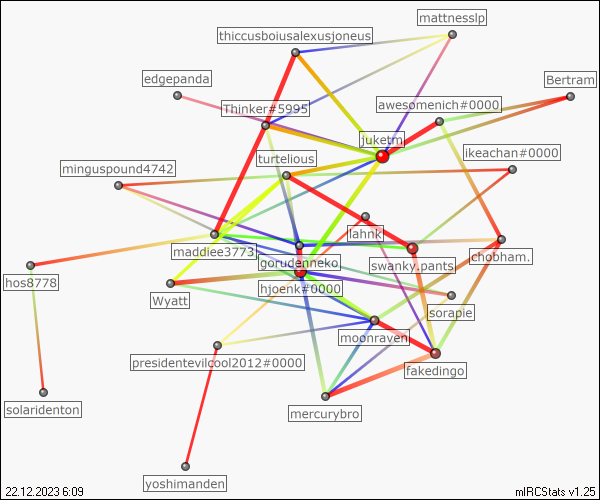 mattnesslp
thiccusboiusalexusjoneus
edgepanda
Bertram
Thinker#5995
awesomenich#0000
juketm
turtelious
ikeachan#0000
minguspound4742
lahnk
maddiee3773
gorudenneko
chobham.
swanky.pants
hos8778
Wyatt
hjoenk#0000
sorapie
moonraven
presidentevilcool2012#0000
fakedingo
solaridenton
mercurybro
yoshimanden
22.12.2023 6:09
mIRCStats v1.25